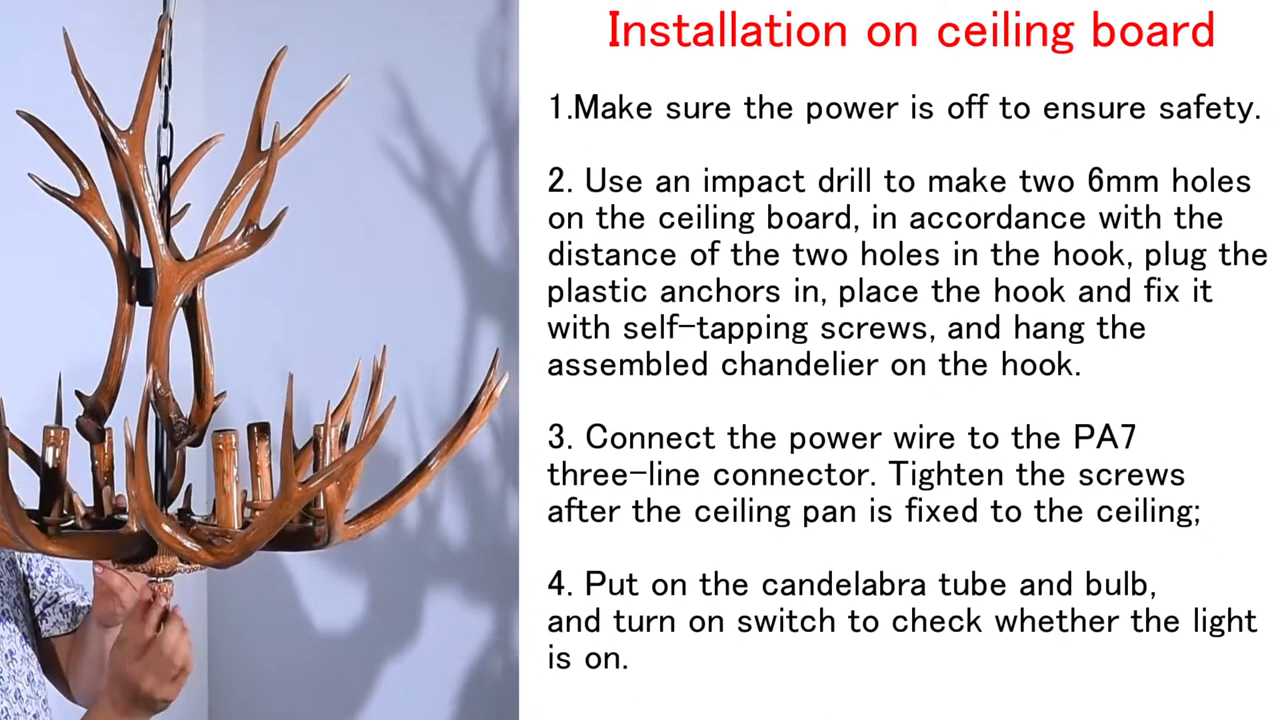 Installation on ceiling board
1.Make sure the power is off to ensure safety.
2. Use an impact drill to make two 6mm holes
on the ceiling board, in accordance with the
distance of the two holes in the hook, plug the
plastic anchors in, place the hook and fix it
with self-tapping screws, and hang the
assembled chandelier on the hook.
3. Connect the power wire to the PA7
three-line connector. Tighten the screws
after the ceiling pan is fixed to the ceiling;
4. Put on the candelabra tube and bulb,
and turn on switch to check whether the light
is on.